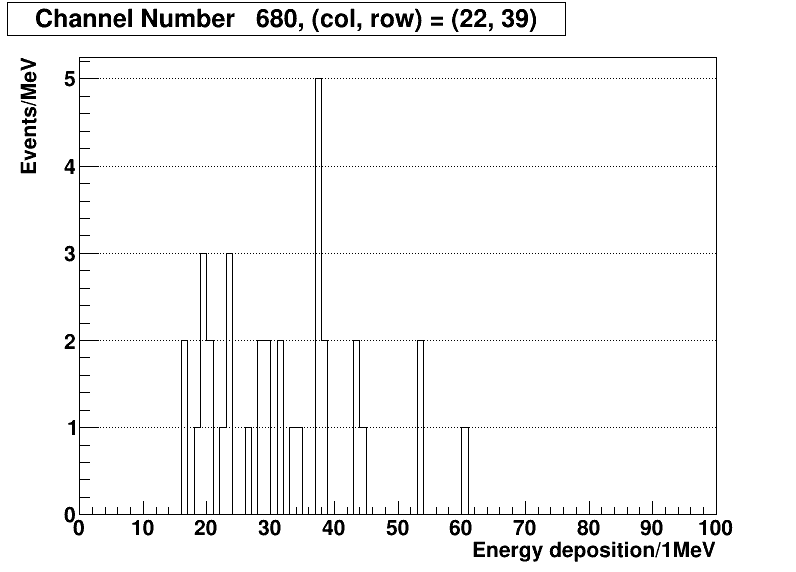 Channel Number   680, (col, row) = (22, 39)
Events/MeV
5
4
3
2
1
0
0 10 20 30 40 50 60 70 80 90 100
Energy deposition/1MeV